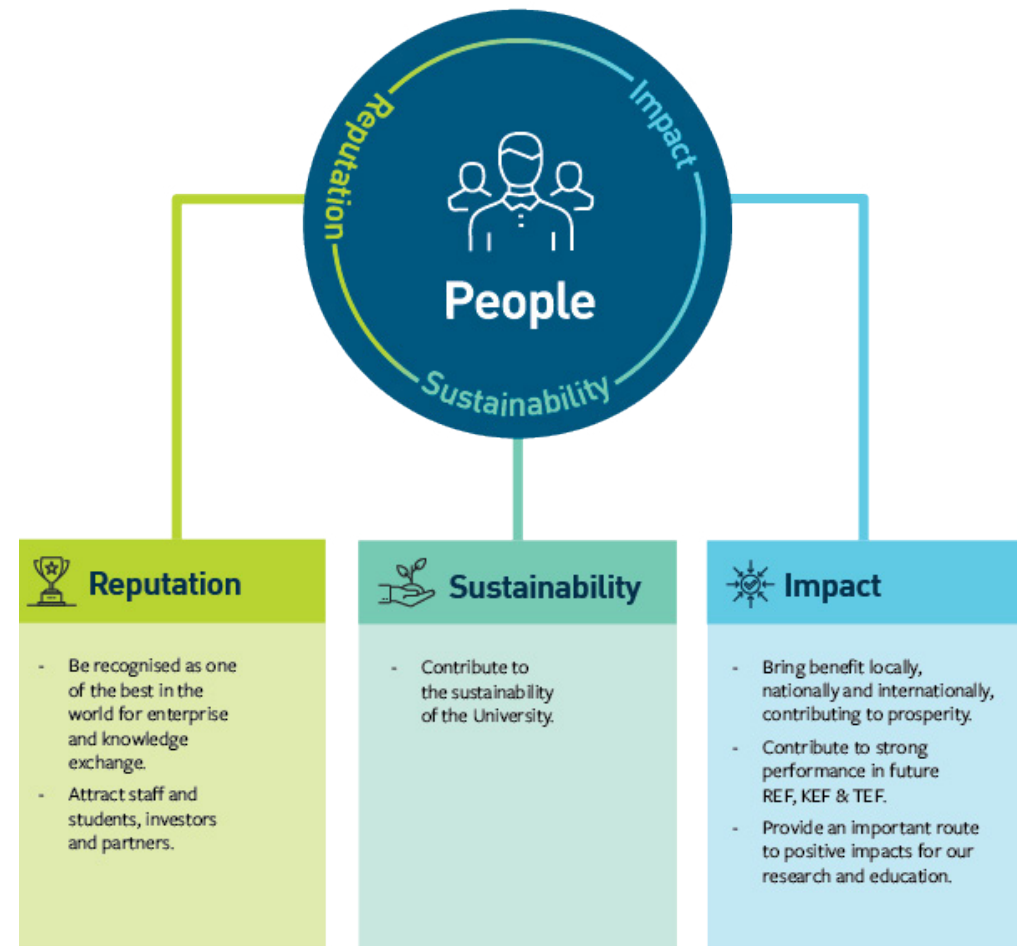 Reputation
Impact
People
Sustainability
Reputation
- Be recognised as one
of the best in the
world for enterprise
and knowledge
exchange.
- Attract staff and
students, investors
and partners.
Sustainability
- Contribute to
the sustainability
of the University.
Impact
- Bring benefit locally,
nationally and internationally,
contributing to prosperity.
- Contribute to strong
performance in future
REF, KEF & TEF.
- Provide an important route
to positive impacts for our
research and education.